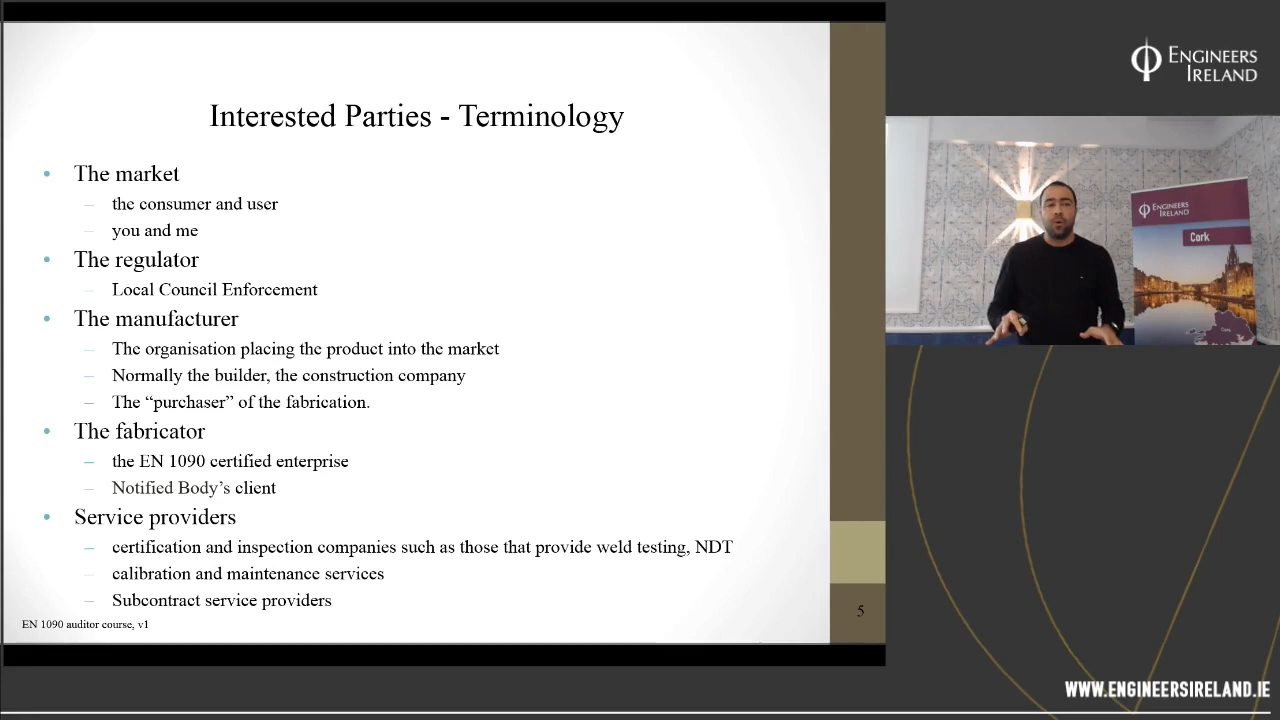 Interested Parties - Terminology
• The market
– the consumer and user
– you and me
• The regulator
– Local Council Enforcement
• The manufacturer
– The organisation placing the product into the market
– Normally the builder, the construction company
– The “purchaser” of the fabrication.
• The fabricator
– the EN 1090 certified enterprise
– Notified Body’s client
• Service providers
– certification and inspection companies such as those that provide weld testing, NDT
– calibration and maintenance services
– Subcontract service providers
EN 1090 auditor course, v1
5
ENGINEERS
IRELAND
ENGINEERS
IRELAND
Cork
WWW.ENGINEERSIRELAND.IE